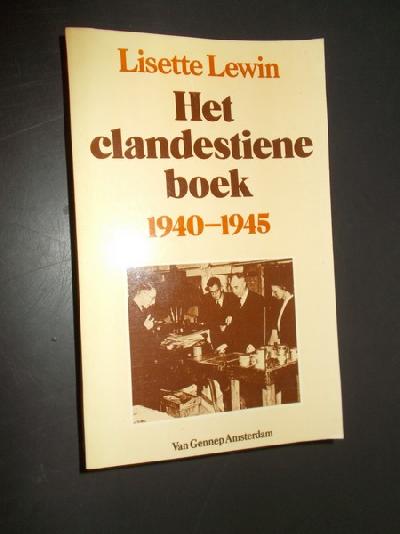 Lisette Lewin
Het
clandestiene
boek
1940–1945
Van Gennep Amsterdam